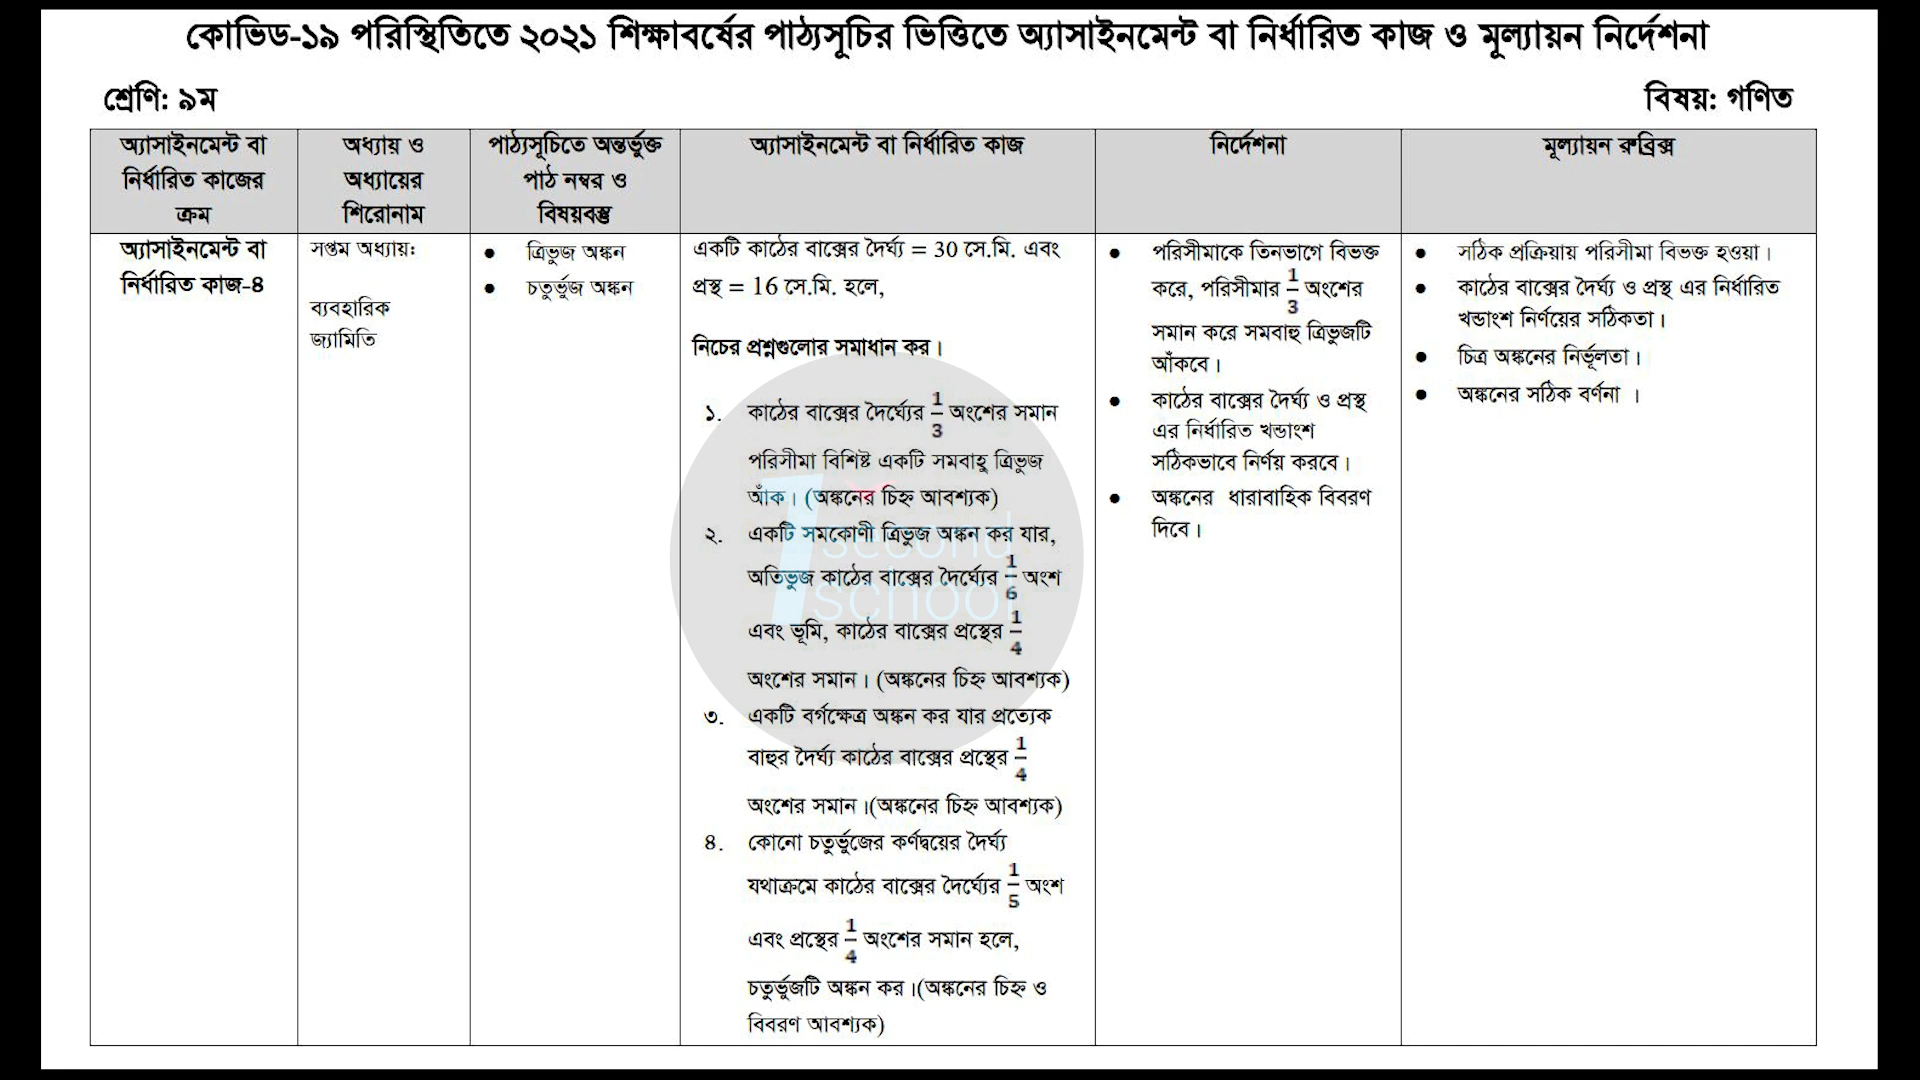 কোভিড-১৯ পরিস্থিতিতে ২০২১ শিক্ষাবর্ষের পাঠ্যসূচির ভিত্তিতে অ্যাসাইনমেন্ট বা নির্ধারিত কাজ ও মূল্যায়ন নির্দেশনা
শ্রেণি: ৯ম
বিষয়: গণিত
অ্যাসাইনমেন্ট বা
নির্ধারিত কাজের
ক্রম
অধ্যায় ও
অধ্যায়ের
শিরোনাম
পাঠ্যসূচিতে অন্তর্ভুক্ত
পাঠ নম্বর ও
বিষয়বস্তু
অ্যাসাইনমেন্ট বা নির্ধারিত কাজ
নির্দেশনা
মূল্যায়ন রুব্রিক্স
অ্যাসাইনমেন্ট বা
নির্ধারিত কাজ-৪
সপ্তম অধ্যায়:
ব্যবহারিক
জ্যামিতি
● ত্রিভুজ অঙ্কন
● চতুর্ভুজ অঙ্কন
একটি কাঠের বাক্সের দৈর্ঘ্য = 30 সে.মি. এবং
প্রস্থ = 16 সে.মি. হলে,
নিচের প্রশ্নগুলোর সমাধান কর।
১. কাঠের বাক্সের দৈর্ঘ্যের 1/3 অংশের সমান
পরিসীমা বিশিষ্ট একটি সমবাহু ত্রিভুজ
আঁক। (অঙ্কনের চিহ্ন আবশ্যক)
২. একটি সমকোণী ত্রিভুজ অঙ্কন কর যার,
অতিভুজ কাঠের বাক্সের দৈর্ঘ্যের 1/6 অংশ
এবং ভূমি, কাঠের বাক্সের প্রস্থের 1/4
অংশের সমান। (অঙ্কনের চিহ্ন আবশ্যক)
৩. একটি বর্গক্ষেত্র অঙ্কন কর যার প্রত্যেক
বাহুর দৈর্ঘ্য কাঠের বাক্সের প্রস্থের 1/4
অংশের সমান।(অঙ্কনের চিহ্ন আবশ্যক)
৪. কোনো চতুর্ভুজের কর্ণদ্বয়ের দৈর্ঘ্য
যথাক্রমে কাঠের বাক্সের দৈর্ঘ্যের 1/5 অংশ
এবং প্রস্থের 1/4 অংশের সমান হলে,
চতুর্ভুজটি অঙ্কন কর।(অঙ্কনের চিহ্ন ও
বিবরণ আবশ্যক)
● পরিসীমাকে তিনভাগে বিভক্ত
করে, পরিসীমার 1/3 অংশের
সমান করে সমবাহু ত্রিভুজটি
আঁকবে।
● কাঠের বাক্সের দৈর্ঘ্য ও প্রস্থ
এর নির্ধারিত খন্ডাংশ
সঠিকভাবে নির্ণয় করবে।
● অঙ্কনের ধারাবাহিক বিবরণ
দিবে।
● সঠিক প্রক্রিয়ায় পরিসীমা বিভক্ত হওয়া।
● কাঠের বাক্সের দৈর্ঘ্য ও প্রস্থ এর নির্ধারিত
খন্ডাংশ নির্ণয়ের সঠিকতা।
● চিত্র অঙ্কনের নির্ভূলতা।
● অঙ্কনের সঠিক বর্ণনা ।
1 second
school